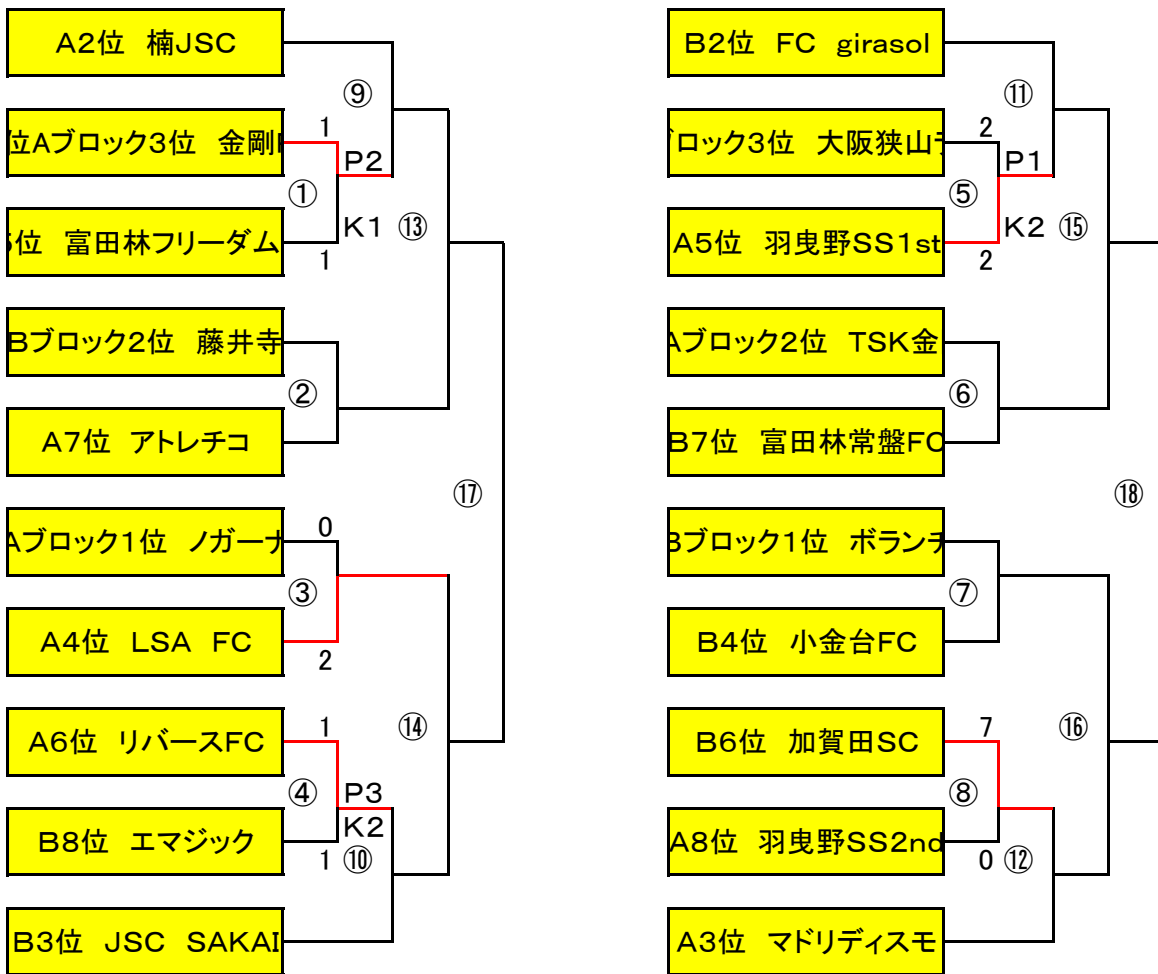 A2位 楠JSC
⑨
1
位Aブロック3位 金剛
P2
①
K1
⑬
位 富田林フリーダム
1
Bブロック2位 藤井寺
②
A7位 アトレチコ
⑰
Aブロック1位 ノガーナ
0
③
A4位 LSA FC
2
A6位 リバースFC
1
⑭
④
P3
K2
B8位 エマジック
1
⑩
B3位 JSC SAKAI
B2位 FC girasol
⑪
2
ブロック3位 大阪狭山
P1
⑤
K2
⑮
A5位 羽曳野SS1st
2
Aブロック2位 TSK金
⑥
B7位 富田林常盤FC
⑱
Bブロック1位 ボランチ
⑦
B4位 小金台FC
B6位 加賀田SC
7
⑯
⑧
A8位 羽曳野SS2nd
0
⑫
A3位 マドリディスモ